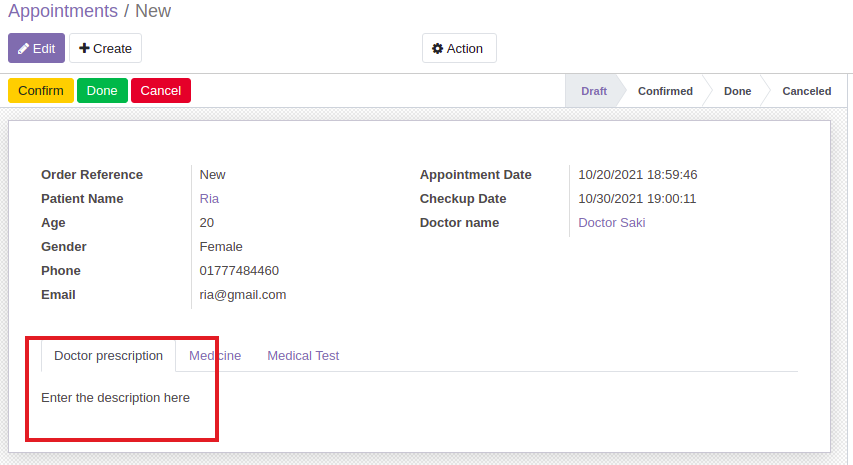 Appointments / New
Edit Create Action
Confirm Done Cancel Draft Confirmed Done Canceled
Order Reference New Appointment Date 10/20/2021 18:59:46
Patient Name Ria Checkup Date 10/30/2021 19:00:11
Age 20 Doctor name Doctor Saki
Gender Female
Phone 01777484460
Email ria@gmail.com
Doctor prescription Medicine Medical Test
Enter the description here